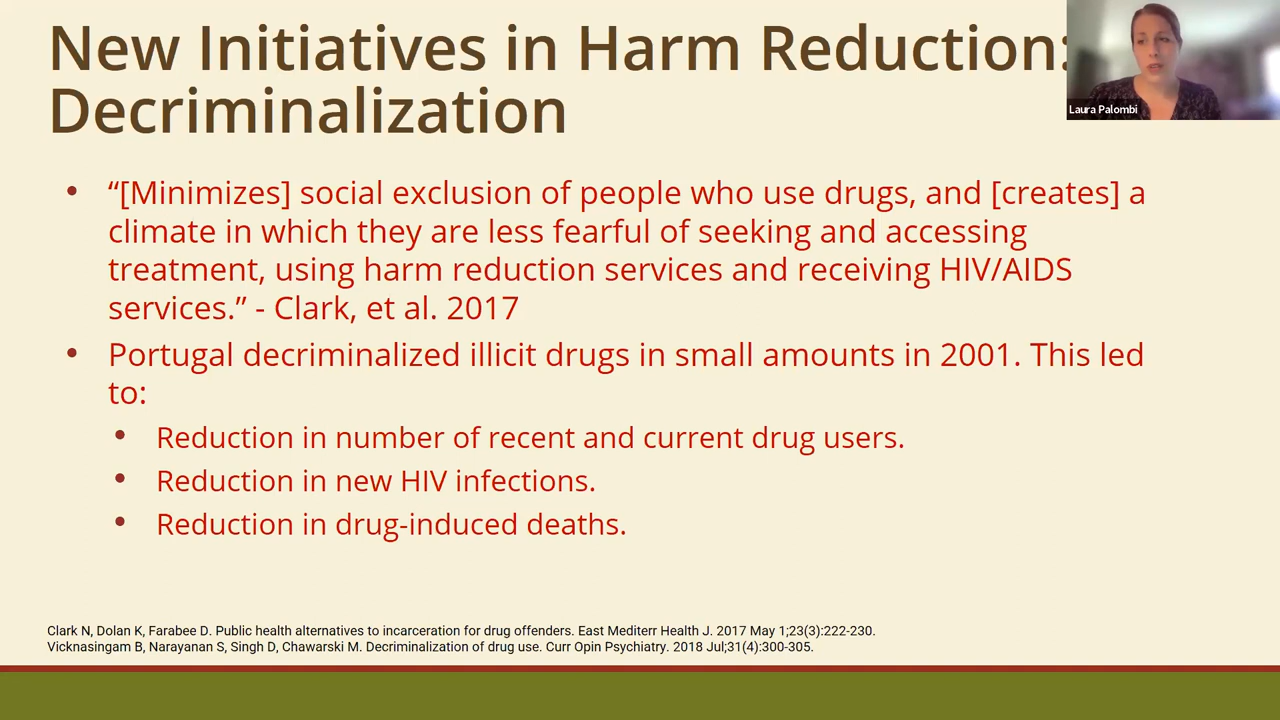 New Initiatives in Harm Reduction:
Decriminalization
Laura Palombi
• “[Minimizes] social exclusion of people who use drugs, and [creates] a
climate in which they are less fearful of seeking and accessing
treatment, using harm reduction services and receiving HIV/AIDS
services.” - Clark, et al. 2017
• Portugal decriminalized illicit drugs in small amounts in 2001. This led
to:
• Reduction in number of recent and current drug users.
• Reduction in new HIV infections.
• Reduction in drug-induced deaths.
Clark N, Dolan K, Farabee D. Public health alternatives to incarceration for drug offenders. East Mediterr Health J. 2017 May 1;23(3):222-230.
Vicknasingam B, Narayanan S, Singh D, Chawarski M. Decriminalization of drug use. Curr Opin Psychiatry. 2018 Jul;31(4):300-305.